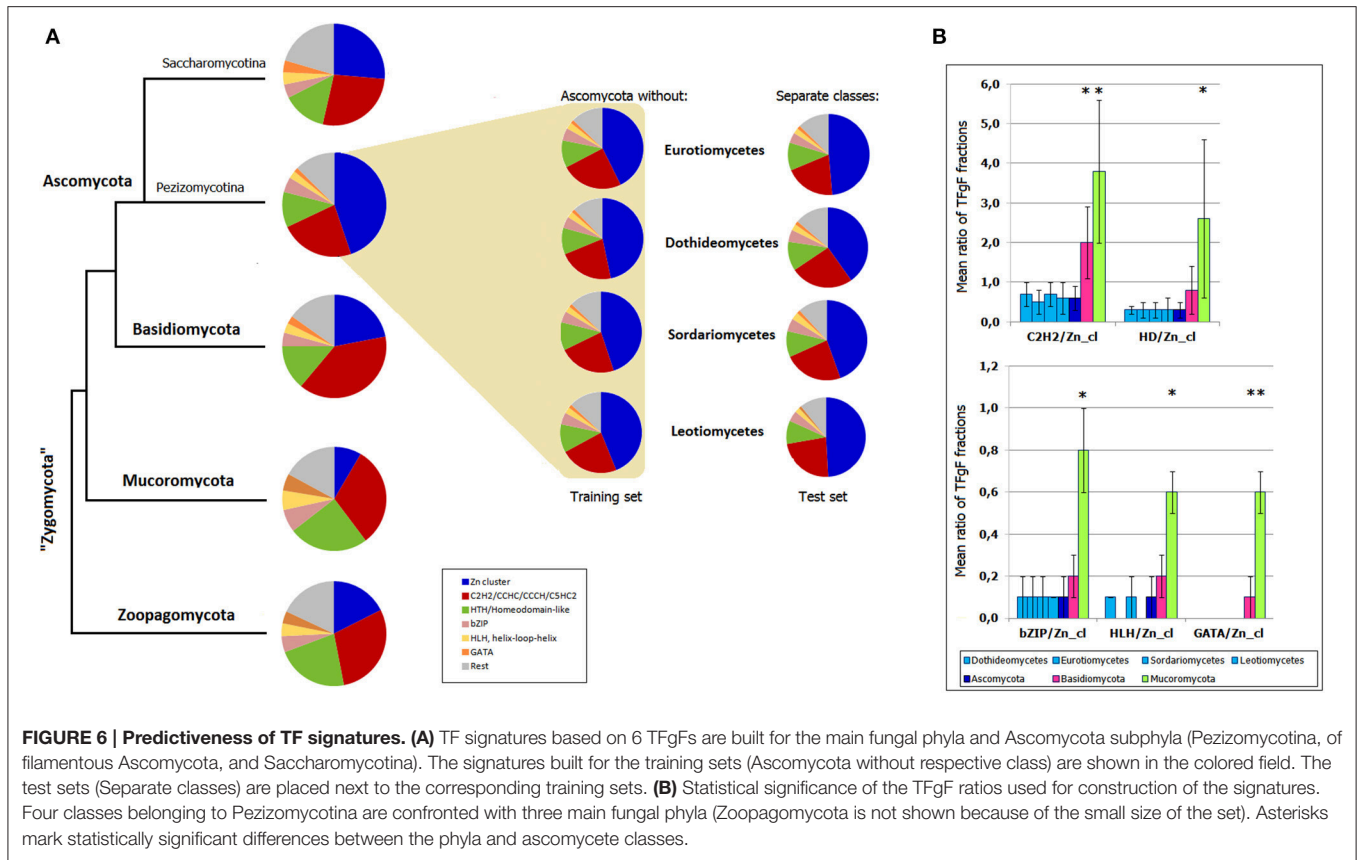 A
Saccharomycotina
Ascomycota
Pezizomycotina
Basidiomycota
"Zygomycota"
Mucoromycota
Zoopagomycota
Ascomycota without:
Separate classes:
Eurotiomycetes
Dothideomycetes
Sordariomycetes
Leotiomycetes
Training set
Test set
Zn cluster
C2H2/CCHC/CCCH/C5HC2
HTH/Homeodomain-like
bZIP
HLH, helix-loop-helix
GATA
Rest
B
Mean ratio of TFgF fractions
6,0
5,0
4,0
3,0
2,0
1,0
0,0
* *
*
C2H2/Zn_cl
HD/Zn_cl
Mean ratio of TFgF fractions
1,2
1,0
0,8
0,6
0,4
0,2
0,0
*
*
**
bZIP/Zn_cl
HLH/Zn_cl
GATA/Zn_cl
Dothideomycetes
Eurotiomycetes
Sordariomycetes
Leotiomycetes
Ascomycota
Basidiomycota
Mucoromycota
FIGURE 6 | Predictiveness of TF signatures. (A) TF signatures based on 6 TFgFs are built for the main fungal phyla and Ascomycota subphyla (Pezizomycotina, of
filamentous Ascomycota, and Saccharomycotina). The signatures built for the training sets (Ascomycota without respective class) are shown in the colored field. The
test sets (Separate classes) are placed next to the corresponding training sets. (B) Statistical significance of the TFgF ratios used for construction of the signatures.
Four classes belonging to Pezizomycotina are confronted with three main fungal phyla (Zoopagomycota is not shown because of the small size of the set). Asterisks
mark statistically significant differences between the phyla and ascomycete classes.